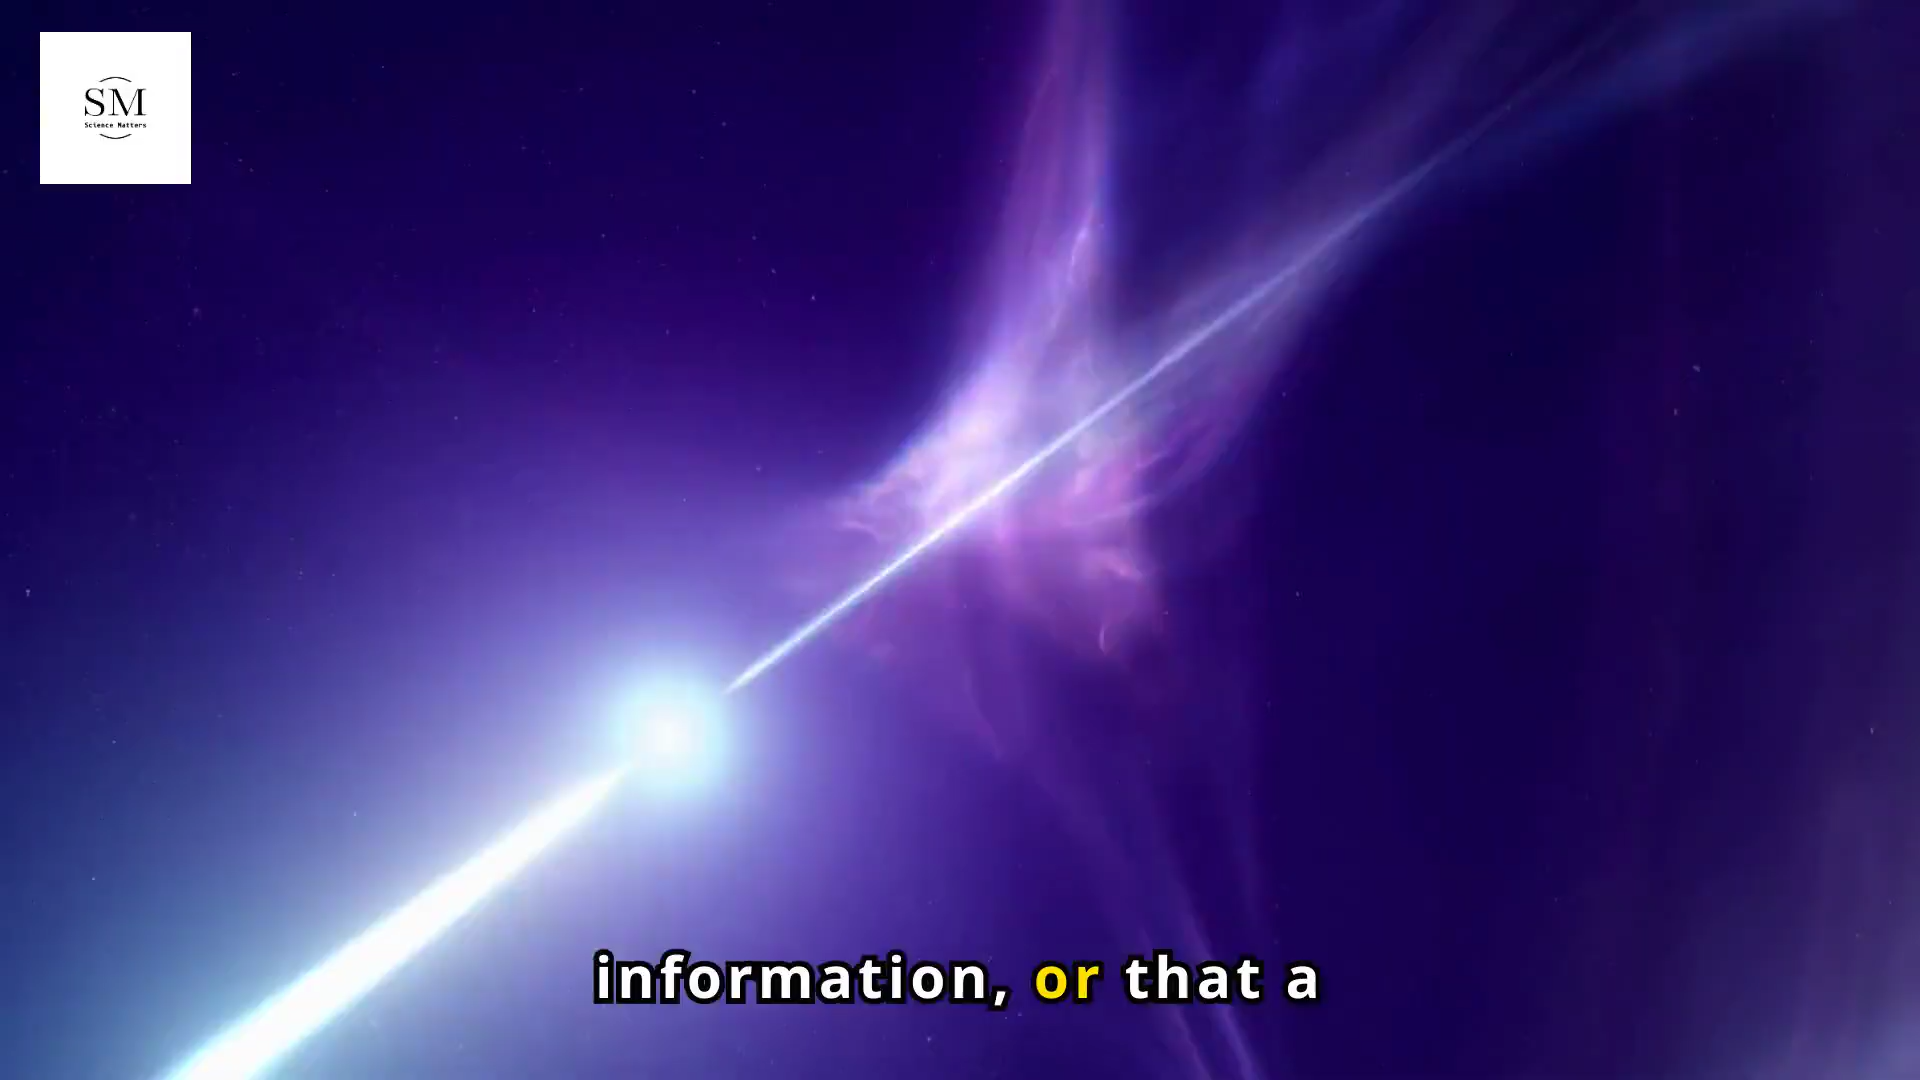 SM
Science Matters
information, or that a